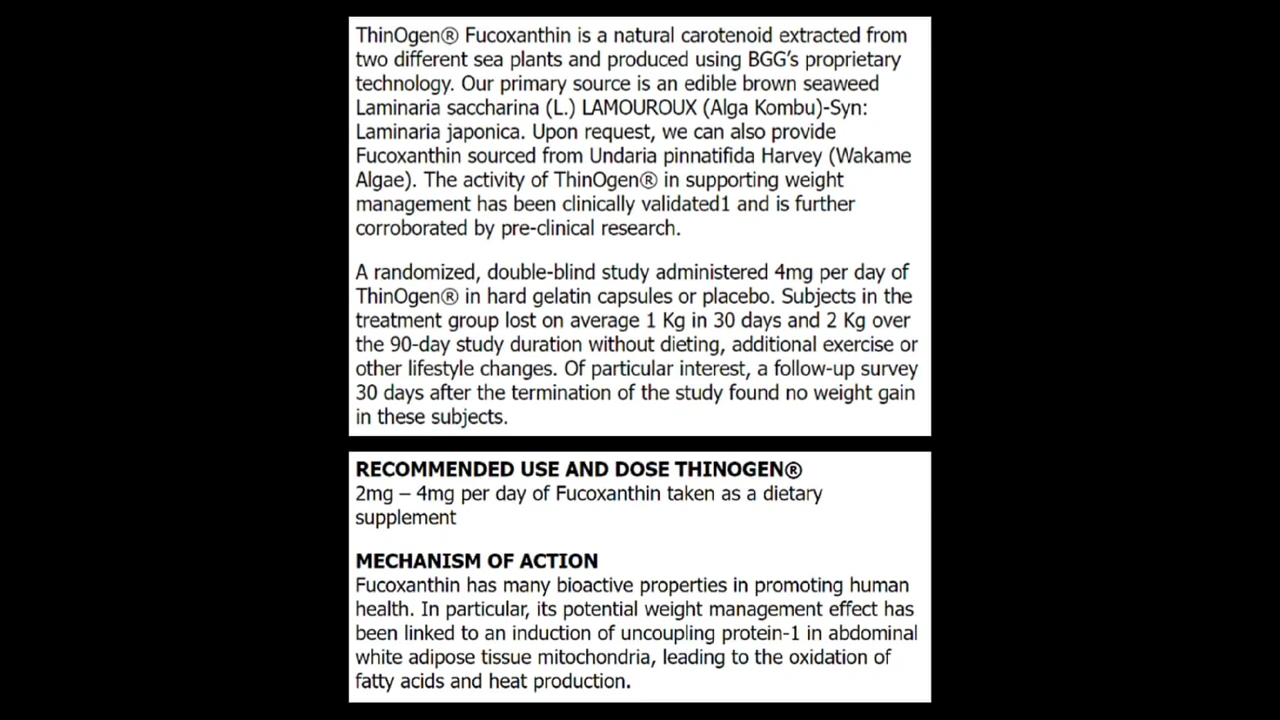 ThinOgen® Fucoxanthin is a natural carotenoid extracted from
two different sea plants and produced using BGG's proprietary
technology. Our primary source is an edible brown seaweed
Laminaria saccharina (L.) LAMOUROUX (Alga Kombu)-Syn:
Laminaria japonica. Upon request, we can also provide
Fucoxanthin sourced from Undaria pinnatifida Harvey (Wakame
Algae). The activity of ThinOgen® in supporting weight
management has been clinically validated1 and is further
corroborated by pre-clinical research.
A randomized, double-blind study administered 4mg per day of
ThinOgen® in hard gelatin capsules or placebo. Subjects in the
treatment group lost on average 1 Kg in 30 days and 2 Kg over
the 90-day study duration without dieting, additional exercise or
other lifestyle changes. Of particular interest, a follow-up survey
30 days after the termination of the study found no weight gain
in these subjects.
RECOMMENDED USE AND DOSE THINOGEN®
2mg – 4mg per day of Fucoxanthin taken as a dietary
supplement
MECHANISM OF ACTION
Fucoxanthin has many bioactive properties in promoting human
health. In particular, its potential weight management effect has
been linked to an induction of uncoupling protein-1 in abdominal
white adipose tissue mitochondria, leading to the oxidation of
fatty acids and heat production.